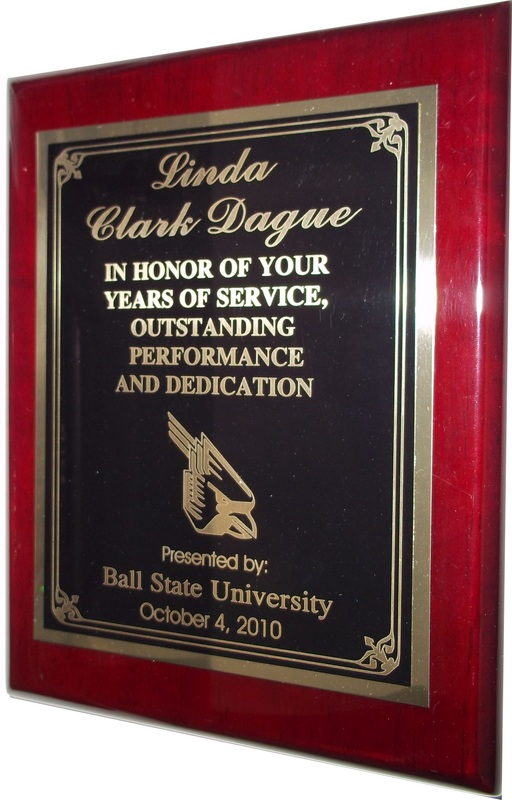 Linda
Clark Dague
IN HONOR OF YOUR
YEARS OF SERVICE,
OUTSTANDING
PERFORMANCE
AND DEDICATION
Presented by:
Ball State University
October 4, 2010